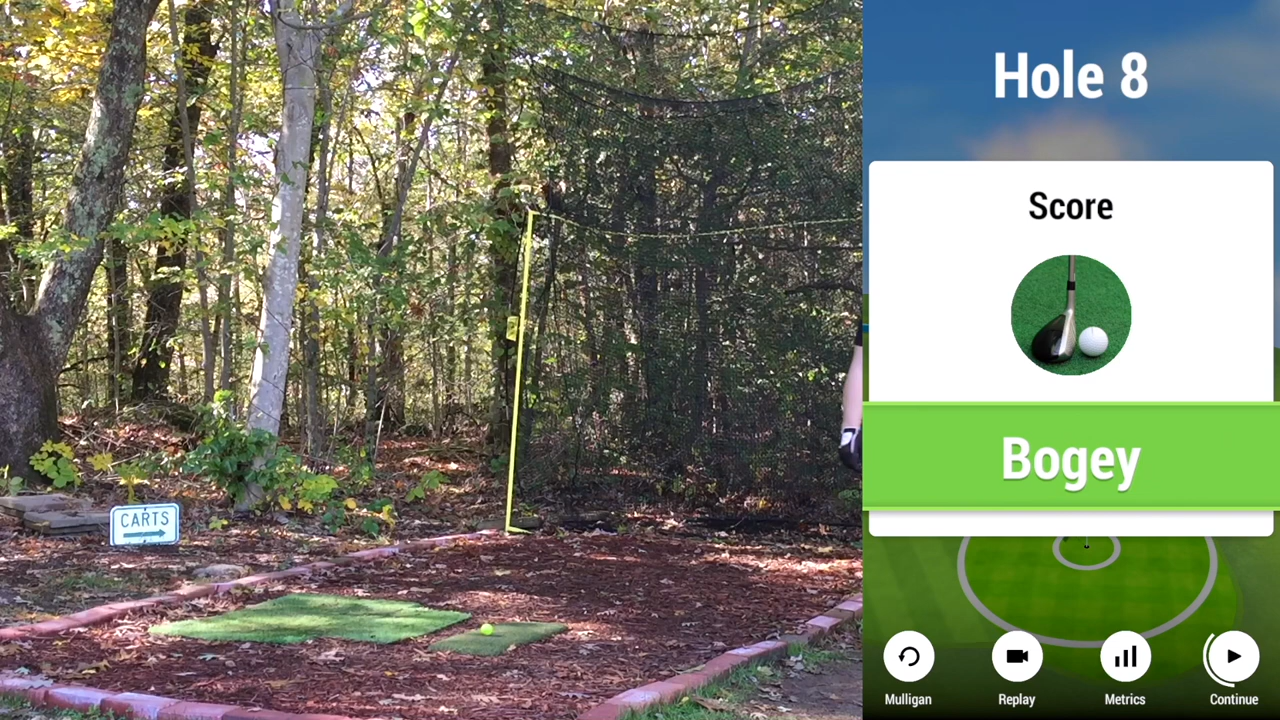 CARTS
Hole 8
Score
Bogey
Mulligan
Replay
Metrics
Continue